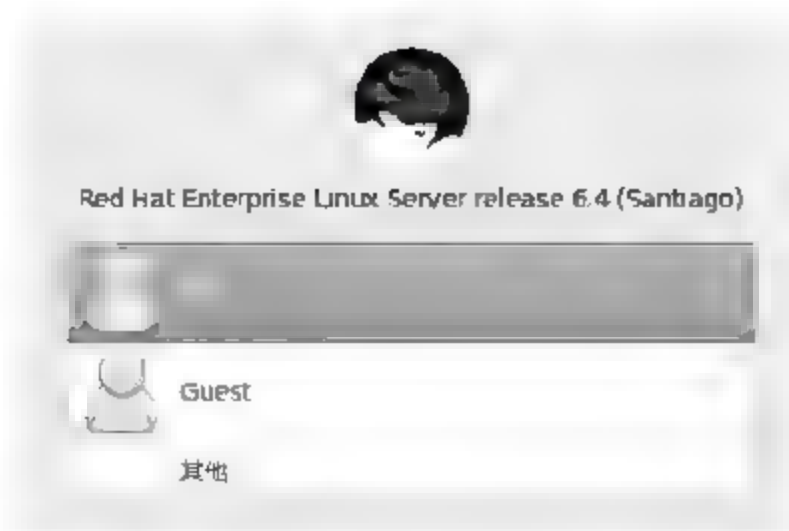 Red Hat Enterprise Linux Server release 6.4 (Santiago)
Guest
其他